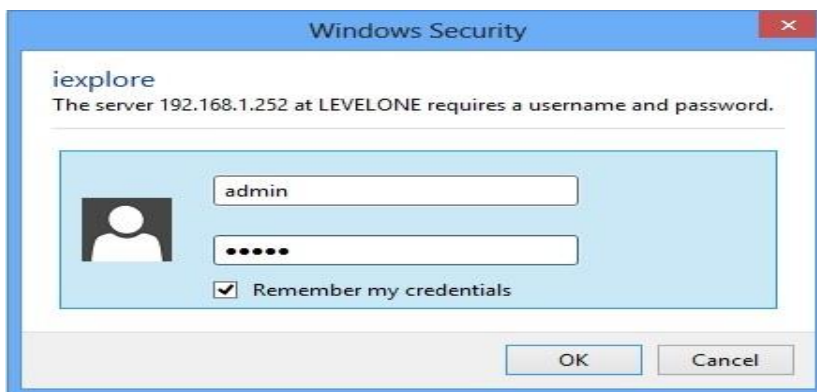 Windows Security
iexplore
The server 192.168.1.252 at LEVELONE requires a username and password.
admin
•••••
Remember my credentials
OK Cancel